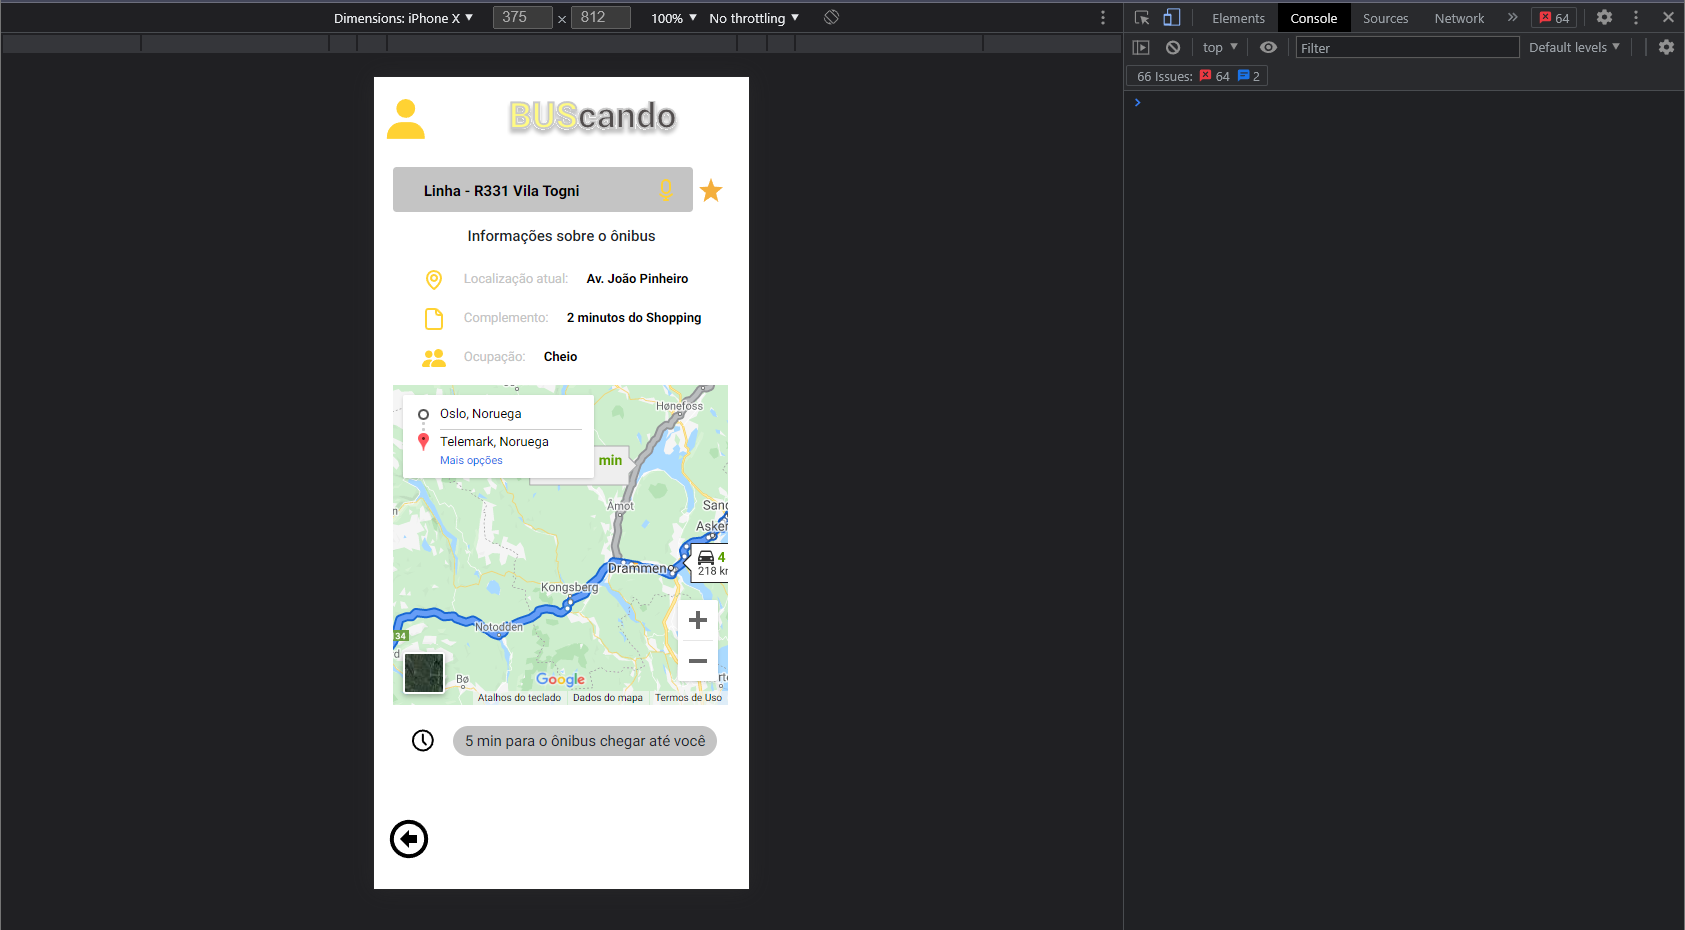 Dimensions: iPhone X ▼ 375 × 812 100% ▼ No throttling ▼
Elements Console Sources Network » 64
top ▼ Filter Default levels ▼
66 Issues: 64 2
BUScando
Linha - R331 Vila Togni
Informações sobre o ônibus
Localização atual: Av. João Pinheiro
Complemento: 2 minutos do Shopping
Ocupação: Cheio
Hønefoss
Oslo, Noruega
Telemark, Noruega
Mais opções
min
Åmot
Sand
Asker
4
218 km
Drammen
Kongsberg
Notodden
34
d
Bø
Google
Atalhos do teclado Dados do mapa Termos de Uso
5 min para o ônibus chegar até você